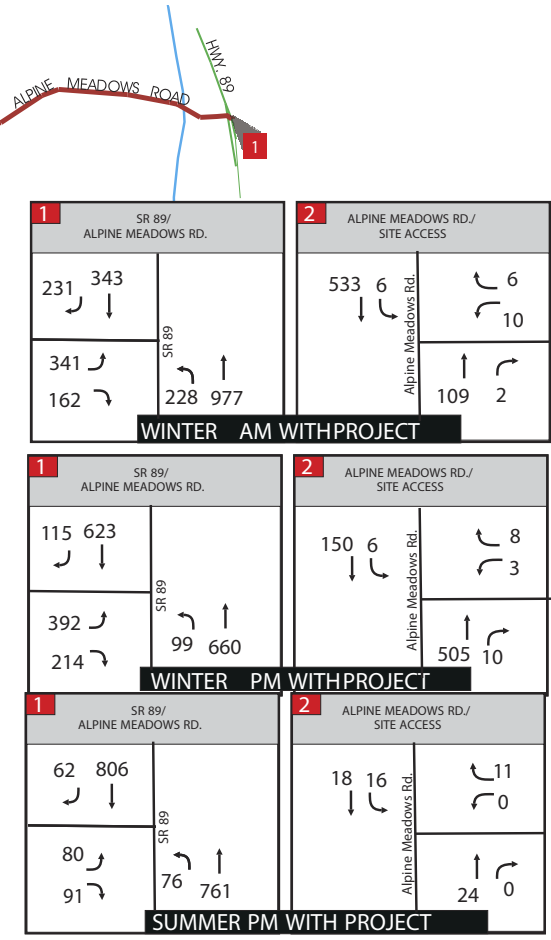 HWY. 89
ALPINE MEADOWS ROAD
1
1
SR 89/
ALPINE MEADOWS RD.
231 343
341
162
SR 89
228 977
2
ALPINE MEADOWS RD./
SITE ACCESS
533 6
Alpine Meadows Rd.
6
10
109 2
WINTER AM WITHPROJECT
1
SR 89/
ALPINE MEADOWS RD.
115 623
392
214
SR 89
99 660
2
ALPINE MEADOWS RD./
SITE ACCESS
150 6
Alpine Meadows Rd.
8
3
505 10
WINTER PM WITHPROJECT
1
SR 89/
ALPINE MEADOWS RD.
62 806
80
91
SR 89
76 761
2
ALPINE MEADOWS RD./
SITE ACCESS
18 16
Alpine Meadows Rd.
11
0
24 0
SUMMER PM WITH PROJECT